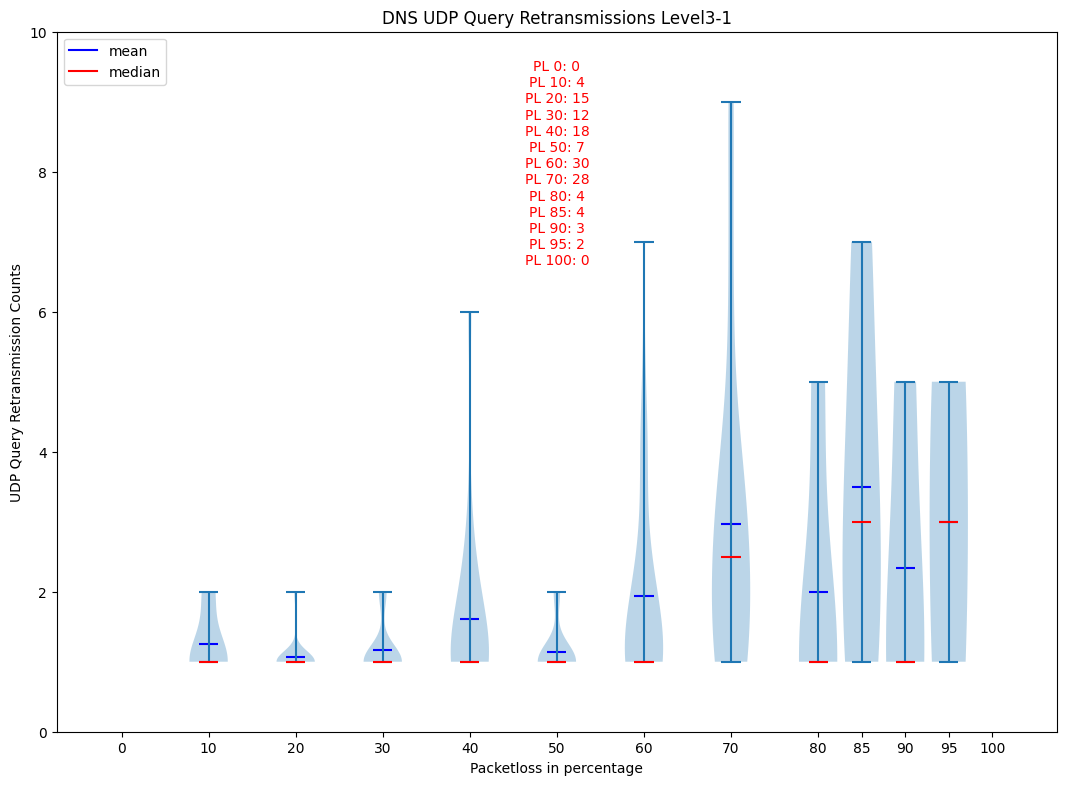 DNS UDP Query Retransmissions Level3-1
mean
median
PL 0: 0
PL 10: 4
PL 20: 15
PL 30: 12
PL 40: 18
PL 50: 7
PL 60: 30
PL 70: 28
PL 80: 4
PL 85: 4
PL 90: 3
PL 95: 2
PL 100: 0
UDP Query Retransmission Counts
10
8
6
4
2
0
0 10 20 30 40 50 60 70 80 85 90 95 100
Packetloss in percentage